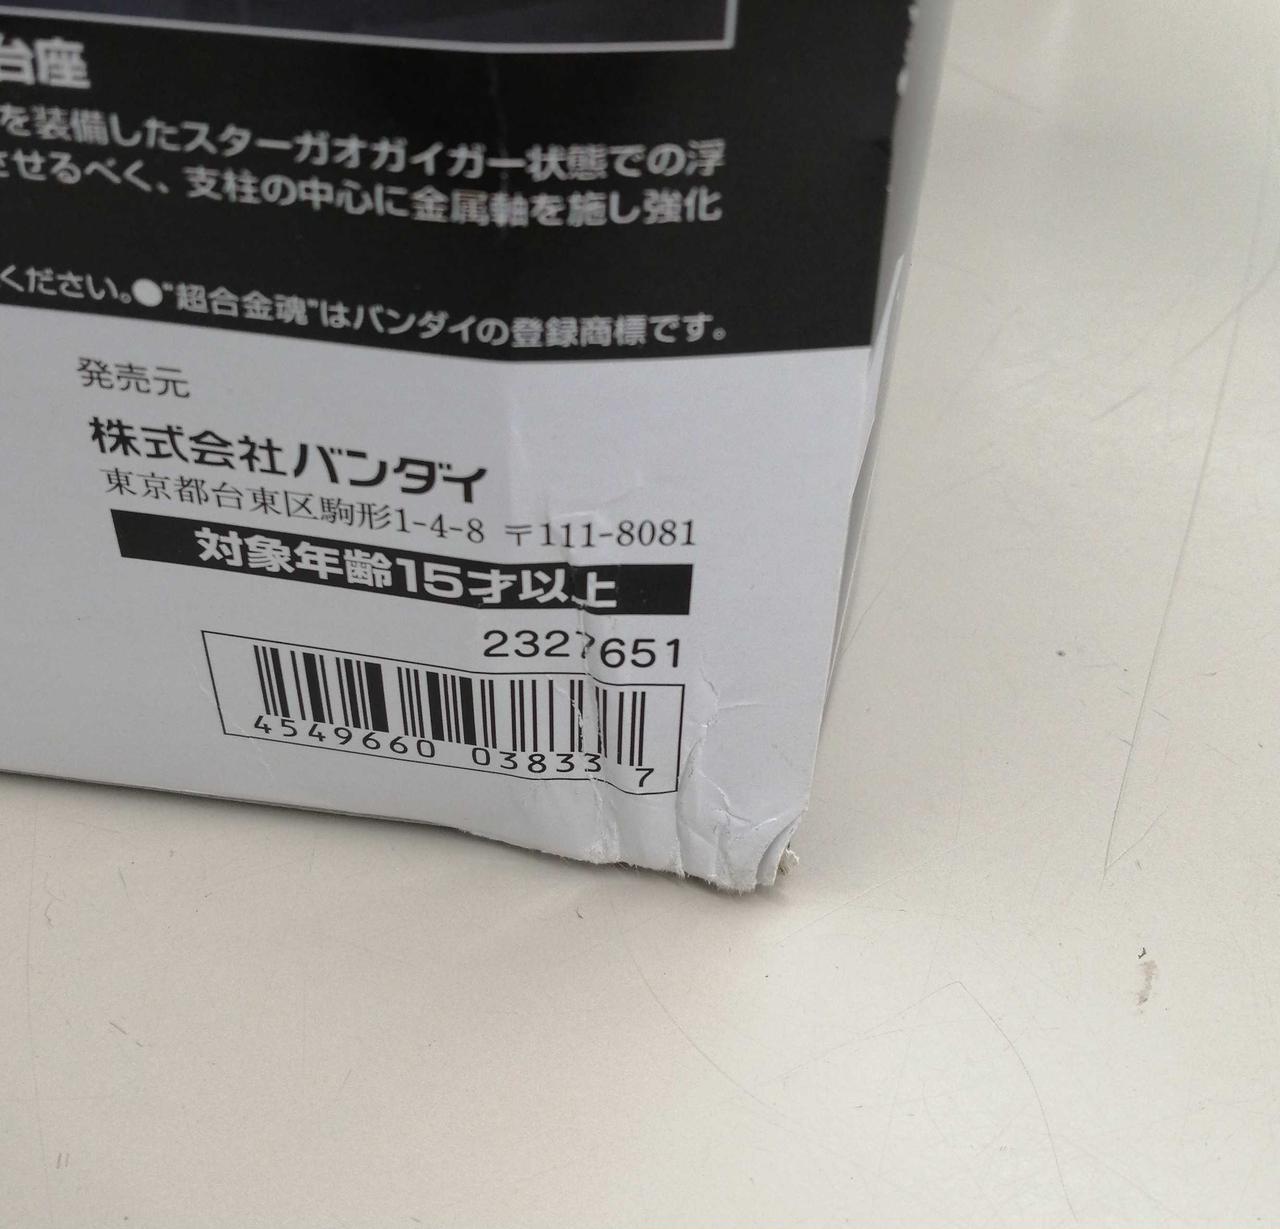 台座
を装備したスターガオガイガー状態での浮
させるべく、支柱の中心に金属軸を施し強化
ください。●"超合金魂"はバンダイの登録商標です。
発売元
株式会社バンダイ
東京都台東区駒形1-4-8 〒111-8081
対象年齢15才以上
2327651
4549660 038337